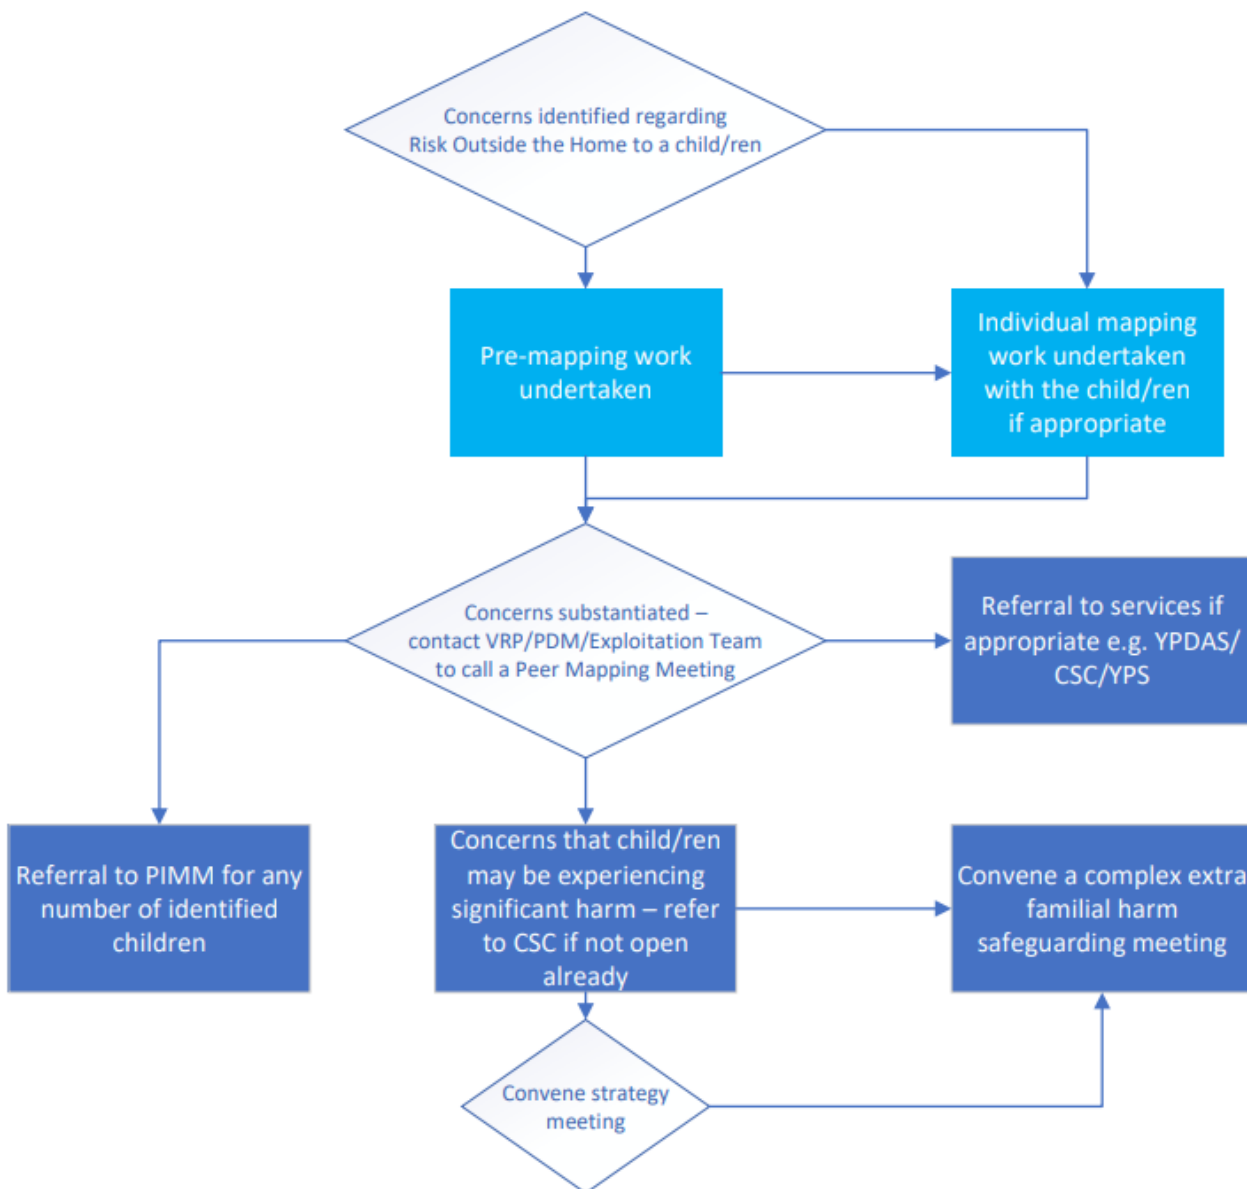 Concerns identified regarding
Risk Outside the Home to a child/ren
Pre-mapping work
undertaken
Individual mapping
work undertaken
with the child/ren
if appropriate
Concerns substantiated –
contact VRP/PDM/Exploitation Team
to call a Peer Mapping Meeting
Referral to services if
appropriate e.g. YPDAS/
CSC/YPS
Referral to PIMM for any
number of identified
children
Concerns that child/ren
may be experiencing
significant harm – refer
to CSC if not open
already
Convene a complex extra
familial harm
safeguarding meeting
Convene strategy
meeting